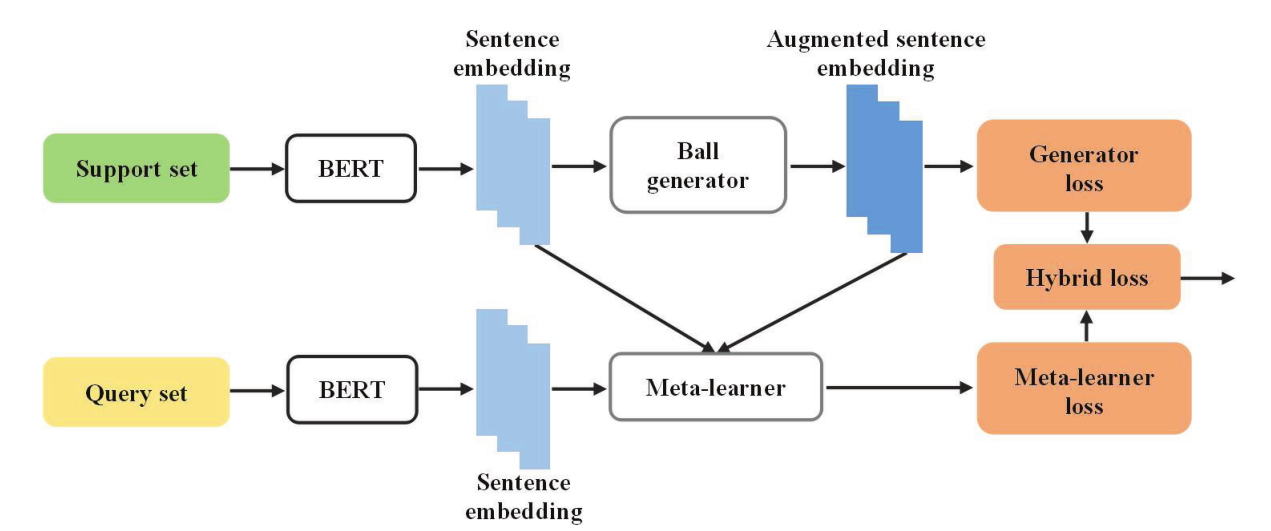 Sentence
embedding
Augmented sentence
embedding
Support set
BERT
Ball
generator
Generator
loss
Hybrid loss
Query set
BERT
Meta-learner
Meta-learner
loss
Sentence
embedding